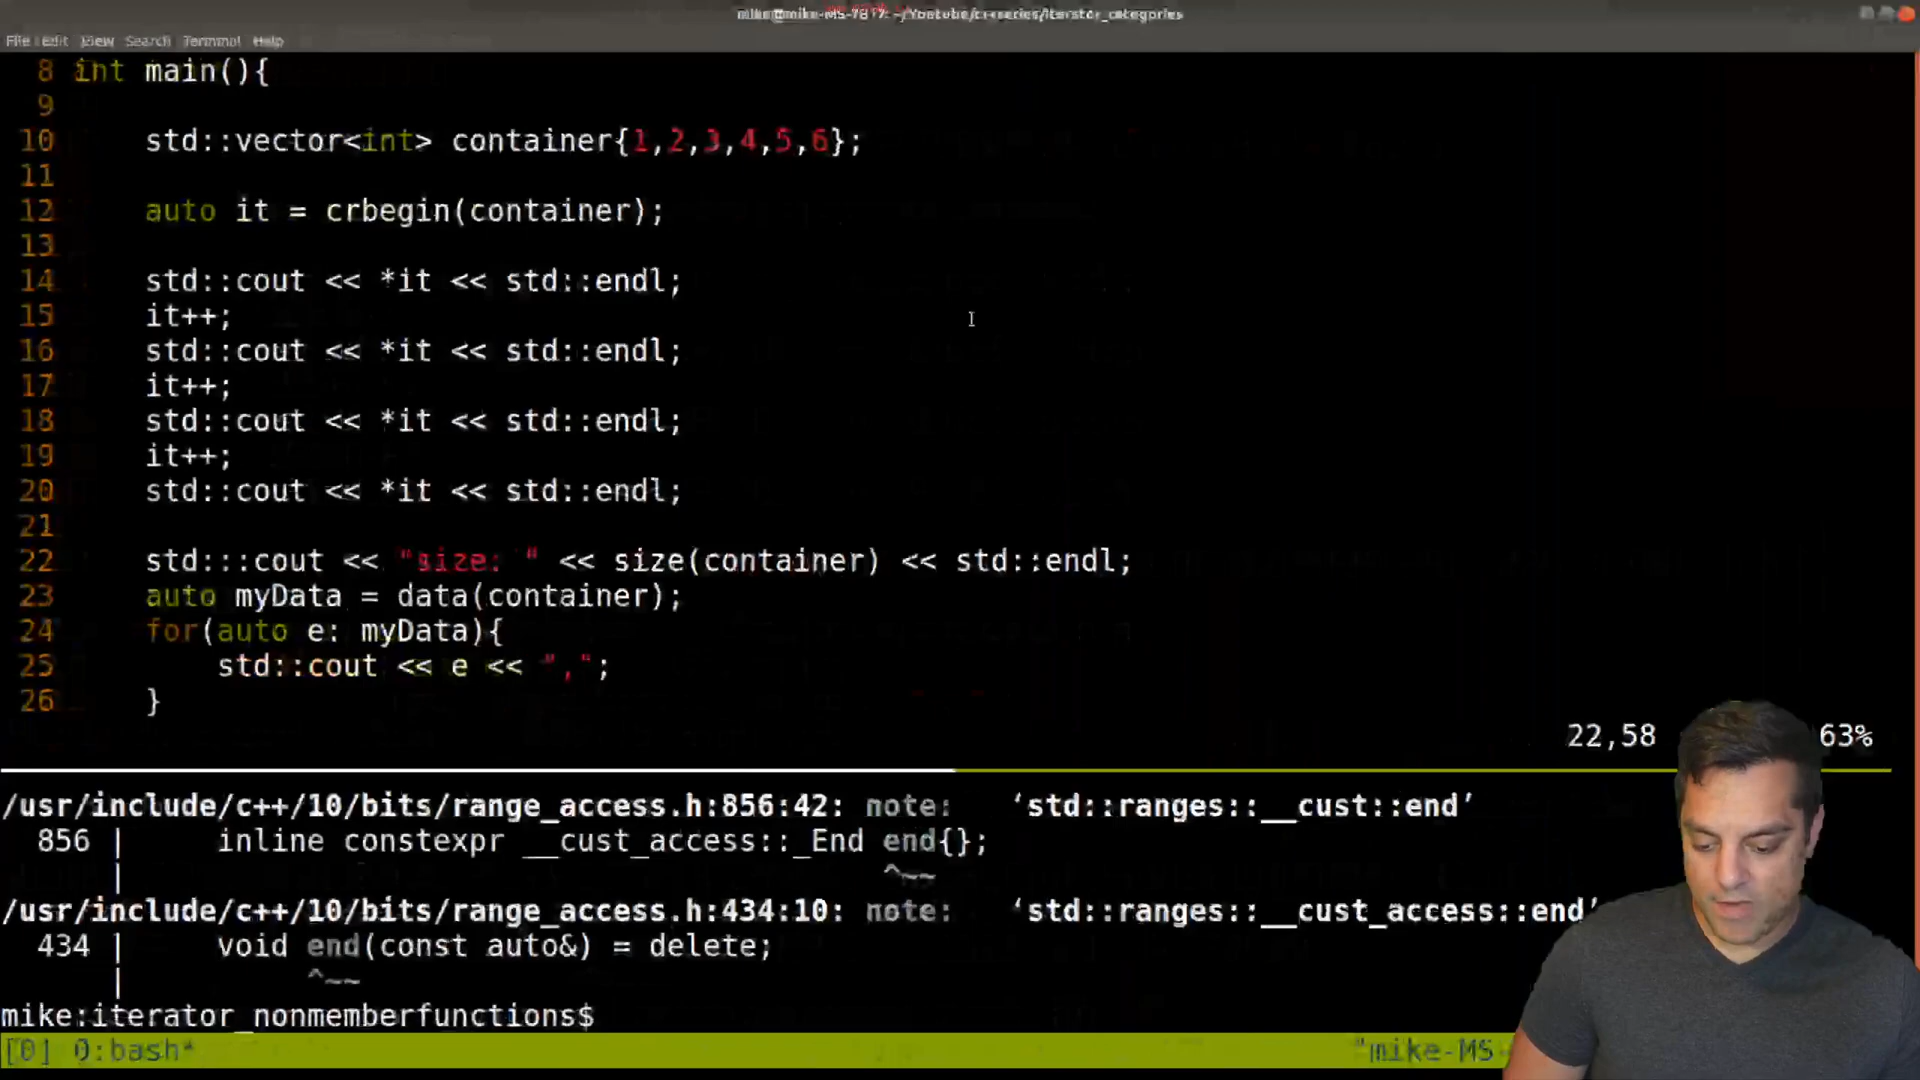 File Edit View Search Terminal Help
8 int main(){
9
10 std::vector<int> container{1,2,3,4,5,6};
11
12 auto it = crbegin(container);
13
14 std::cout << *it << std::endl;
15 it++;
16 std::cout << *it << std::endl;
17 it++;
18 std::cout << *it << std::endl;
19 it++;
20 std::cout << *it << std::endl;
21
22 std:::cout << "size: " << size(container) << std::endl;
23 auto myData = data(container);
24 for(auto e: myData){
25 std::cout << e << ",";
26 }
22,58 63%
/usr/include/c++/10/bits/range_access.h:856:42: note: ‘std::ranges::__cust::end’
856 | inline constexpr __cust_access::_End end{};
| ^~~
/usr/include/c++/10/bits/range_access.h:434:10: note: ‘std::ranges::__cust_access::end’
434 | void end(const auto&) = delete;
| ^~~
mike:iterator_nonmemberfunctions$
[0] 0:bash* "mike-MS-